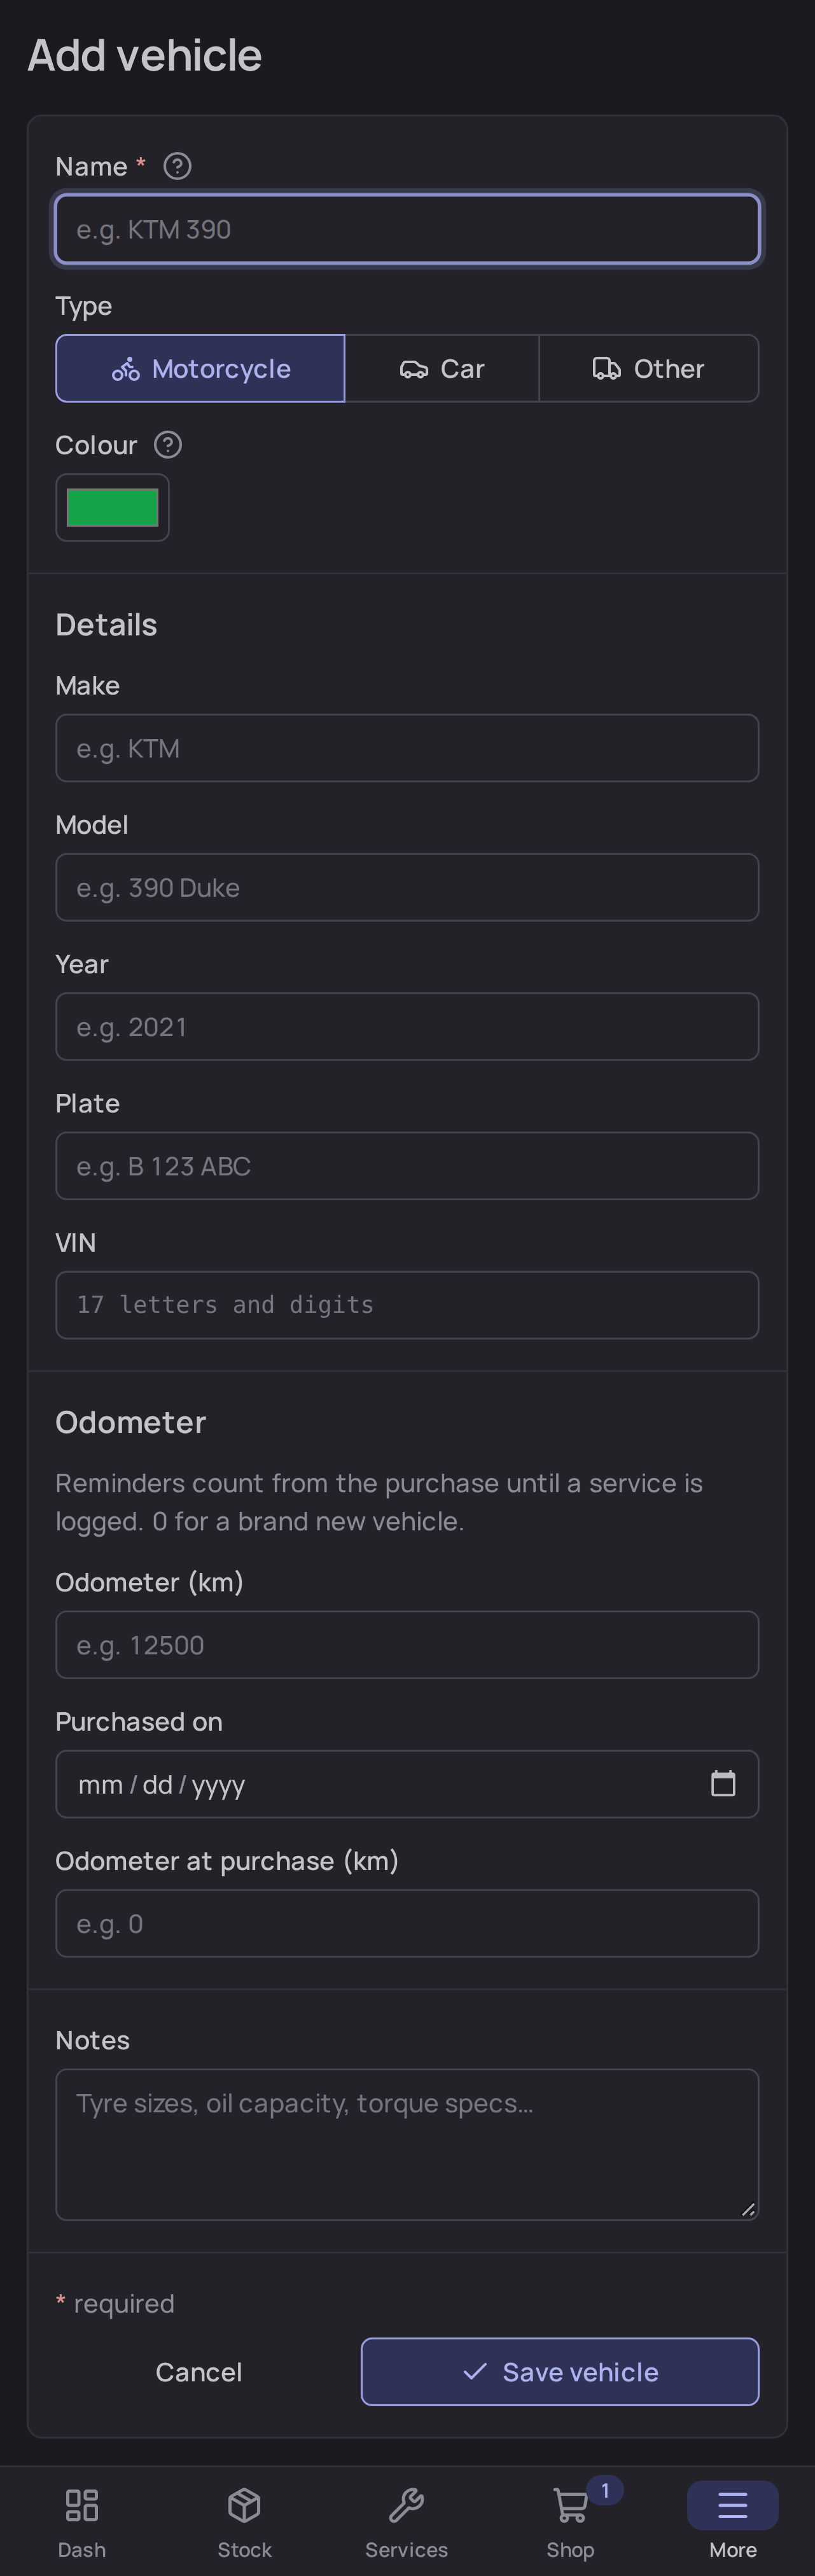 Add vehicle
Name *
e.g. KTM 390
Type
Motorcycle
Car
Other
Colour
Details
Make
e.g. KTM
Model
e.g. 390 Duke
Year
e.g. 2021
Plate
e.g. B 123 ABC
VIN
17 letters and digits
Odometer
Reminders count from the purchase until a service is
logged. 0 for a brand new vehicle.
Odometer (km)
e.g. 12500
Purchased on
mm / dd / yyyy
Odometer at purchase (km)
e.g. 0
Notes
Tyre sizes, oil capacity, torque specs…
* required
Cancel
Save vehicle
1
Dash
Stock
Services
Shop
More